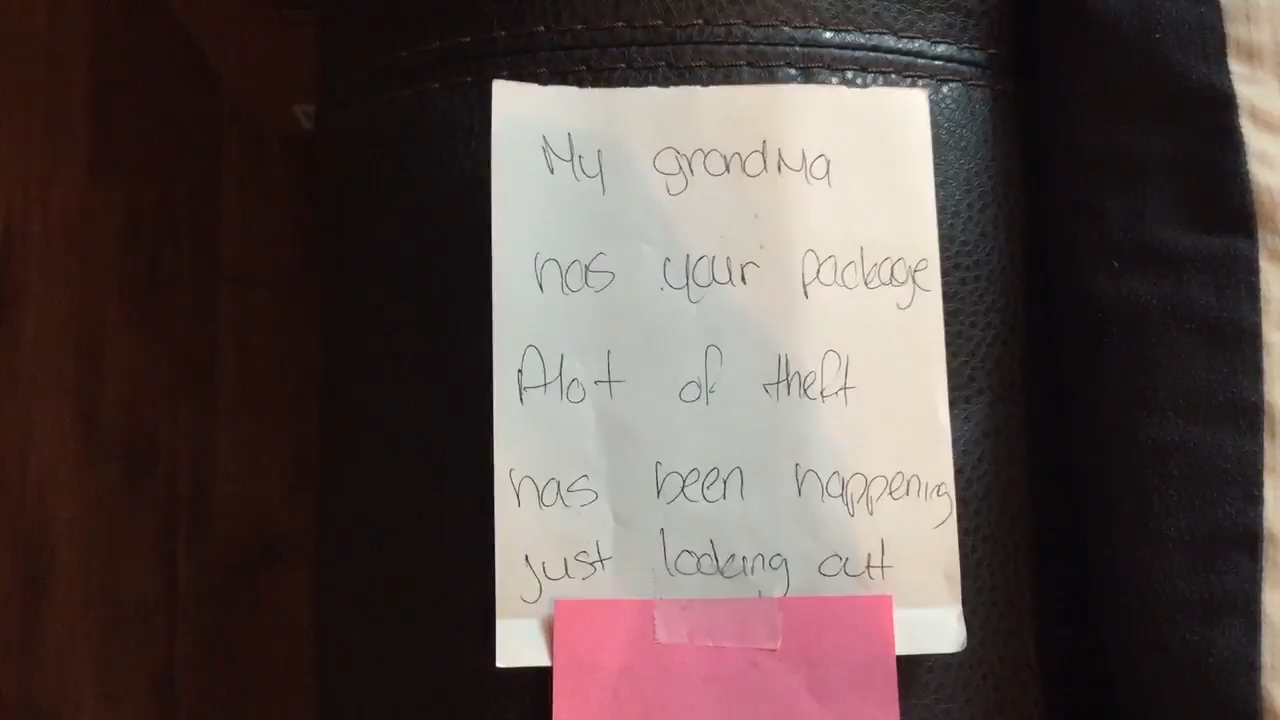 My grandma
has your package
Alot of theft
has been happening
just looking out